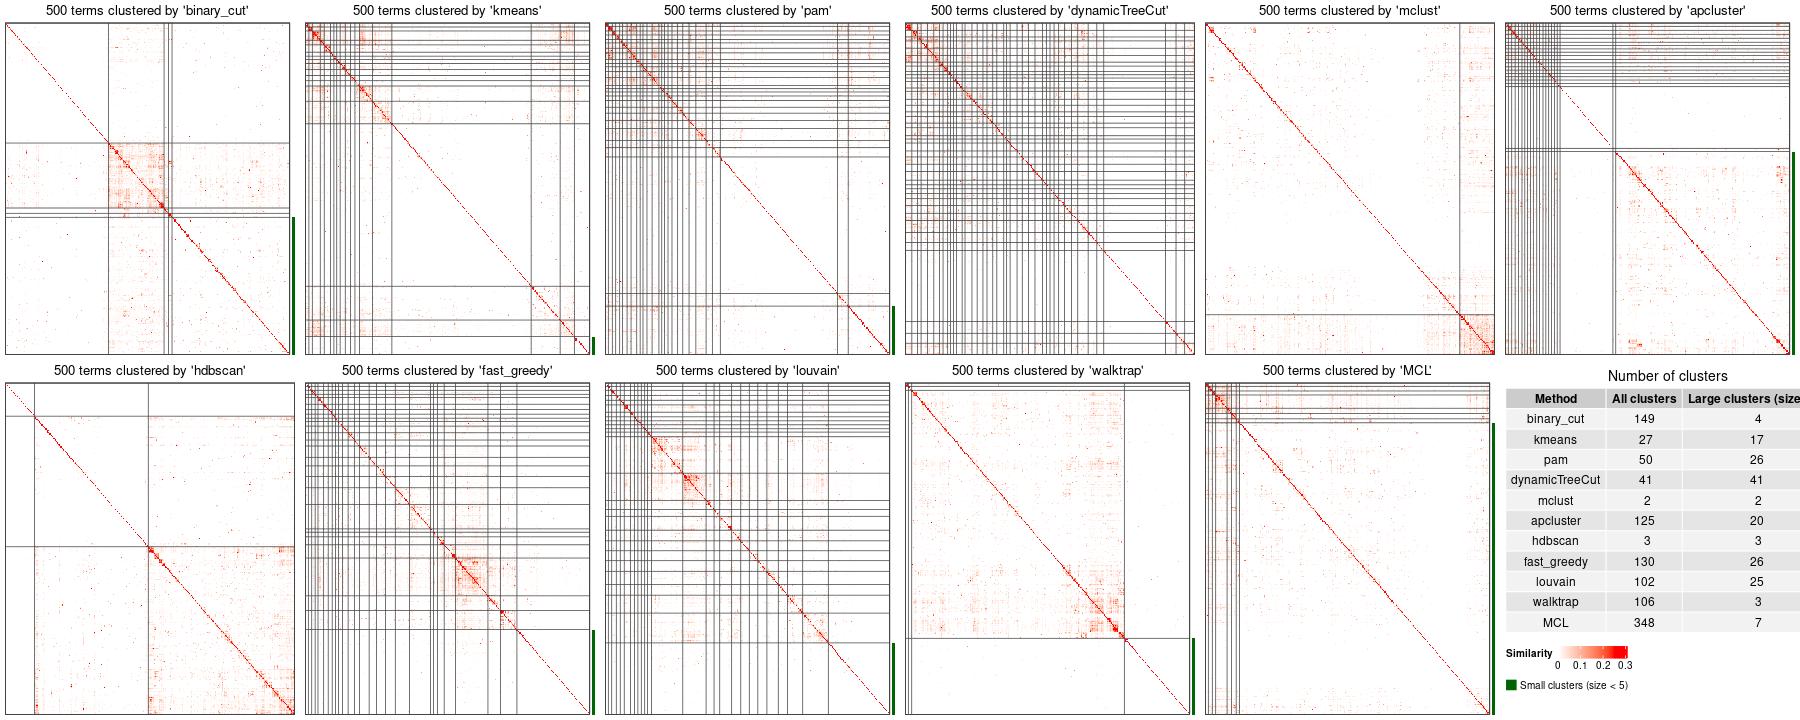 500 terms clustered by 'binary_cut'
500 terms clustered by 'kmeans'
500 terms clustered by 'pam'
500 terms clustered by 'dynamicTreeCut'
500 terms clustered by 'mclust'
500 terms clustered by 'apcluster'
500 terms clustered by 'hdbscan'
500 terms clustered by 'fast_greedy'
500 terms clustered by 'louvain'
500 terms clustered by 'walktrap'
500 terms clustered by 'MCL'
Number of clusters
Method All clusters Large clusters (size
binary_cut 149 4
kmeans 27 17
pam 50 26
dynamicTreeCut 41 41
mclust 2 2
apcluster 125 20
hdbscan 3 3
fast_greedy 130 26
louvain 102 25
walktrap 106 3
MCL 348 7
Similarity
0 0.1 0.2 0.3
Small clusters (size < 5)